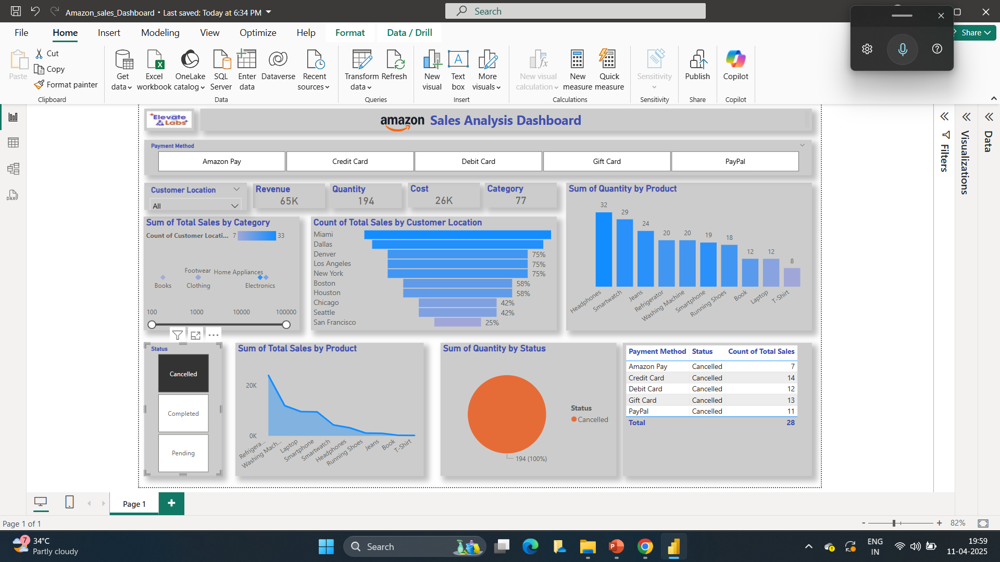 Amazon_sales_Dashboard • Last saved: Today at 6:34 PM
Search
File Home Insert Modeling View Optimize Help Format Data / Drill
Share
Paste
Cut
Copy
Format painter
Get data
Excel workbook
OneLake catalog
SQL Server
Enter data
Dataverse
Recent sources
Transform data
Refresh
New visual
Text box
More visuals
New visual calculation
New measure
Quick measure
Sensitivity
Publish
Copilot
Clipboard Data Queries Insert Calculations Sensitivity Share Copilot
Elevate Labs
amazon Sales Analysis Dashboard
Payment Method
Amazon Pay Credit Card Debit Card Gift Card PayPal
Customer Location
All
Revenue
65K
Quantity
194
Cost
26K
Category
77
Sum of Quantity by Product
32
29
24
20
20
19
18
12
12
8
Headphones
Smartwatch
Jeans
Refrigerator
Washing Machine
Smartphone
Running Shoes
Book
Laptop
T-Shirt
Sum of Total Sales by Category
Count of Customer Locati... 7 33
Footwear
Home Appliances
Books
Clothing
Electronics
100 1000 10000 100000
Count of Total Sales by Customer Location
Miami
Dallas
Denver 75%
Los Angeles 75%
New York 75%
Boston 58%
Houston 58%
Chicago 42%
Seattle 42%
San Francisco 25%
Status
Cancelled
Completed
Pending
Sum of Total Sales by Product
20K
0K
Refrigera...
Washing Mach...
Laptop
Smartphone
Smartwatch
Headphones
Running Shoes
Jeans
Book
T-Shirt
Sum of Quantity by Status
194 (100%)
Status
Cancelled
Payment Method Status Count of Total Sales
Amazon Pay Cancelled 7
Credit Card Cancelled 14
Debit Card Cancelled 12
Gift Card Cancelled 13
PayPal Cancelled 11
Total 28
Filters
Visualizations
Data
DAX
Page 1
+
Page 1 of 1
- + 82%
7
34°C
Partly cloudy
Search
ENG
IN
19:59
11-04-2025